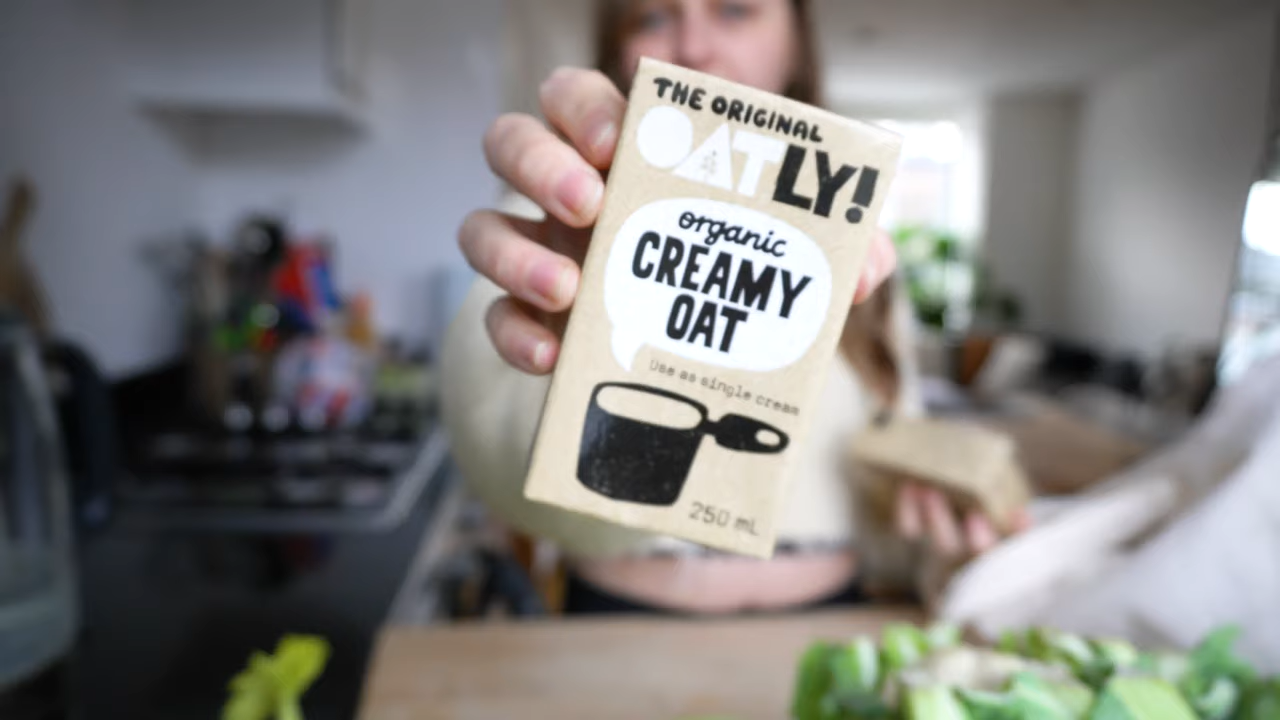 THE ORIGINAL
OATLY!
organic
CREAMY
OAT
Use as single cream
250 mL